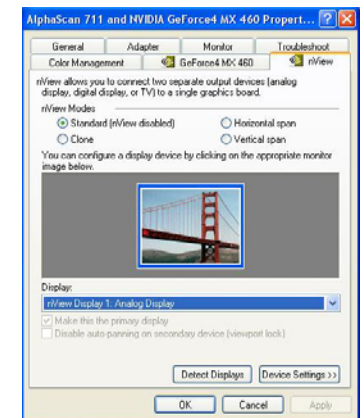 AlphaScan 711 and NVIDIA GeForce4 MX 460 Propert...
General Adapter Monitor Troubleshoot
Color Management GeForce4 MX 460 nView
nView allows you to connect two separate output devices (analog
display, digital display, or TV) to a single graphics board.
nView Modes
Standard (nView disabled) Horizontal span
Clone Vertical span
You can configure a display device by clicking on the appropriate monitor
image below.
Display:
nView Display 1: Analog Display
Make this the primary display
Disable auto-panning on secondary device (viewport lock)
Detect Displays Device Settings >>
OK Cancel Apply